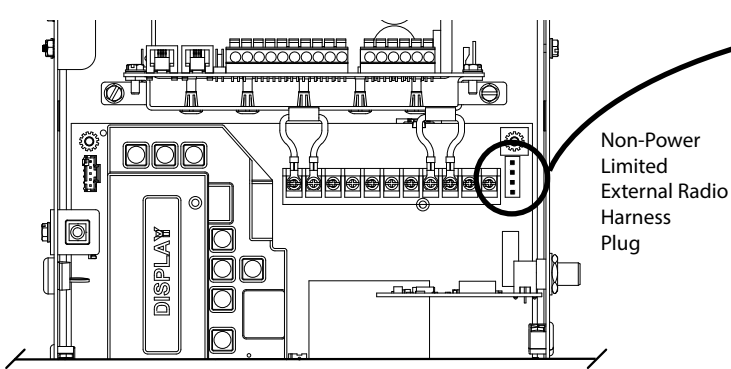 Non-Power
Limited
External Radio
Harness
Plug
DISPLAY